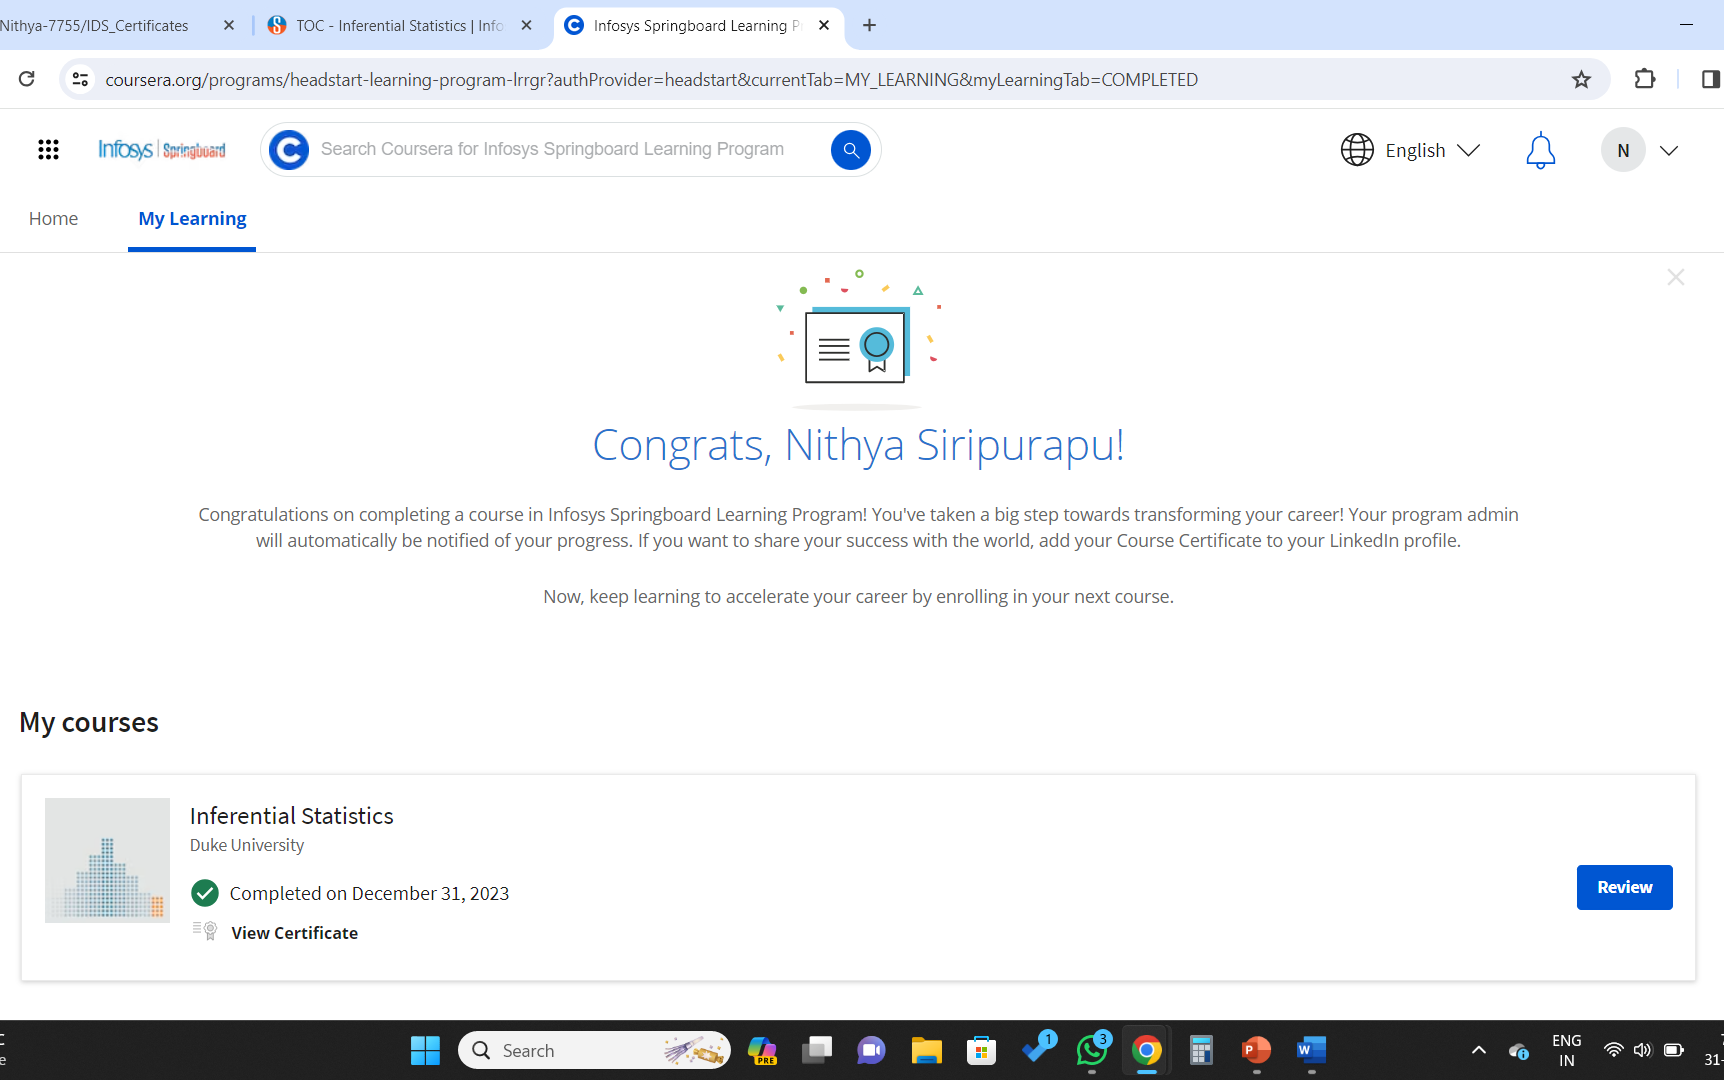 Nithya-7755/IDS_Certificates
TOC - Inferential Statistics | Info
Infosys Springboard Learning P
coursera.org/programs/headstart-learning-program-lrrgr?authProvider=headstart&currentTab=MY_LEARNING&myLearningTab=COMPLETED
Infosys | Springboard
Search Coursera for Infosys Springboard Learning Program
English
N
Home
My Learning
Congrats, Nithya Siripurapu!
Congratulations on completing a course in Infosys Springboard Learning Program! You've taken a big step towards transforming your career! Your program admin
will automatically be notified of your progress. If you want to share your success with the world, add your Course Certificate to your LinkedIn profile.
Now, keep learning to accelerate your career by enrolling in your next course.
My courses
Inferential Statistics
Duke University
Completed on December 31, 2023
View Certificate
Review
Search
PRE
1
3
P
W
ENG
IN
31-